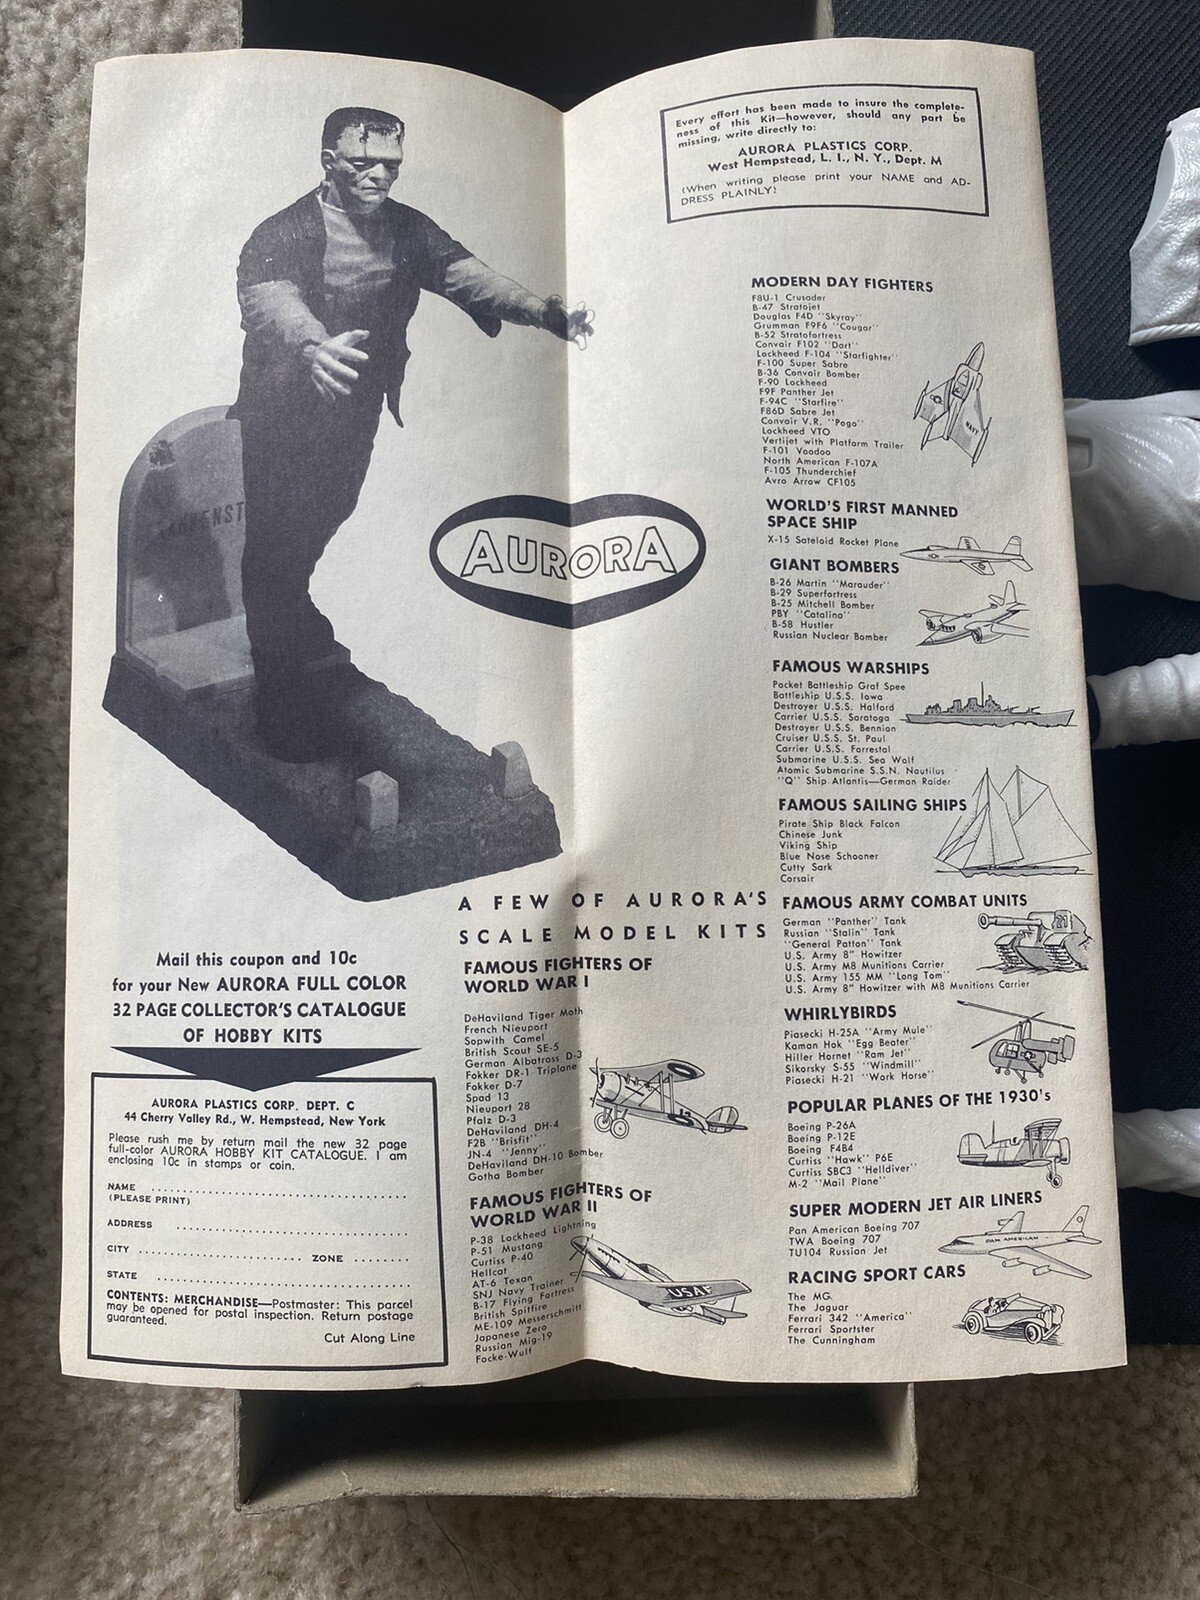 Every effort has been made to insure the complete-
ness of this Kit—however, should any part be
missing, write directly to:
AURORA PLASTICS CORP.
West Hempstead, L. I., N. Y., Dept. M
(When writing please print your NAME and AD-
DRESS PLAINLY)
AURORA
Mail this coupon and 10c
for your New AURORA FULL COLOR
32 PAGE COLLECTOR'S CATALOGUE
OF HOBBY KITS
AURORA PLASTICS CORP. DEPT. C
44 Cherry Valley Rd., W. Hempstead, New York
Please rush me by return mail the new 32 page
full-color AURORA HOBBY KIT CATALOGUE. I am
enclosing 10c in stamps or coin.
NAME
(PLEASE PRINT)
ADDRESS
CITY ZONE
STATE
CONTENTS: MERCHANDISE—Postmaster: This parcel
may be opened for postal inspection. Return postage
guaranteed.
Cut Along Line
A FEW OF AURORA'S
SCALE MODEL KITS
FAMOUS FIGHTERS OF
WORLD WAR I
DeHaviland Tiger Moth
French Nieuport
Sopwith Camel
British Scout SE-5
German Albatross D-3
Fokker DR-1 Triplane
Fokker D-7
Spad 13
Nieuport 28
Pfalz D-3
DeHaviland DH-4
F2B "Brisfit"
JN-4 "Jenny"
DeHaviland DH-10 Bomber
Gotha Bomber
FAMOUS FIGHTERS OF
WORLD WAR II
P-38 Lockheed Lightning
P-51 Mustang
Curtiss P-40
Hellcat
AT-6 Texan
SNJ Navy Trainer
B-17 Flying Fortress
British Spitfire
ME-109 Messerschmitt
Japanese Zero
Russian Mig-19
Focke-Wulf
USAF
MODERN DAY FIGHTERS
F8U-1 Crusader
B-47 Stratojet
Douglas F4D "Skyray"
Grumman F9F6 "Cougar"
B-52 Stratofortress
Convair F102 "Dart"
Lockheed F-104 "Starfighter"
F-100 Super Sabre
B-36 Convair Bomber
F-90 Lockheed
F9F Panther Jet
F-94C "Starfire"
F86D Sabre Jet
Convair V.R. "Pogo"
Lockheed VTO
Vertijet with Platform Trailer
F-101 Voodoo
North American F-107A
F-105 Thunderchief
Avro Arrow CF105
NAVY
WORLD'S FIRST MANNED
SPACE SHIP
X-15 Sateloid Rocket Plane
GIANT BOMBERS
B-26 Martin "Marauder"
B-29 Superfortress
B-25 Mitchell Bomber
PBY "Catalina"
B-58 Hustler
Russian Nuclear Bomber
FAMOUS WARSHIPS
Pocket Battleship Graf Spee
Battleship U.S.S. Iowa
Destroyer U.S.S. Halford
Carrier U.S.S. Saratoga
Destroyer U.S.S. Bennion
Cruiser U.S.S. St. Paul
Carrier U.S.S. Forrestal
Submarine U.S.S. Sea Wolf
Atomic Submarine S.S.N. Nautilus
"Q" Ship Atlantis—German Raider
FAMOUS SAILING SHIPS
Pirate Ship Black Falcon
Chinese Junk
Viking Ship
Blue Nose Schooner
Cutty Sark
Corsair
FAMOUS ARMY COMBAT UNITS
German "Panther" Tank
Russian "Stalin" Tank
"General Patton" Tank
U.S. Army 8" Howitzer
U.S. Army M8 Munitions Carrier
U.S. Army 155 MM "Long Tom"
U.S. Army 8" Howitzer with M8 Munitions Carrier
21
WHIRLYBIRDS
Piasecki H-25A "Army Mule"
Kaman Hok "Egg Beater"
Hiller Hornet "Ram Jet"
Sikorsky S-55 "Windmill"
Piasecki H-21 "Work Horse"
POPULAR PLANES OF THE 1930's
Boeing P-26A
Boeing P-12E
Boeing F4B4
Curtiss "Hawk" P6E
Curtiss SBC3 "Helldiver"
M-2 "Mail Plane"
SUPER MODERN JET AIR LINERS
Pan American Boeing 707
TWA Boeing 707
TU104 Russian Jet
PAN AMERICAN
RACING SPORT CARS
The MG
The Jaguar
Ferrari 342 "America"
Ferrari Sportster
The Cunningham